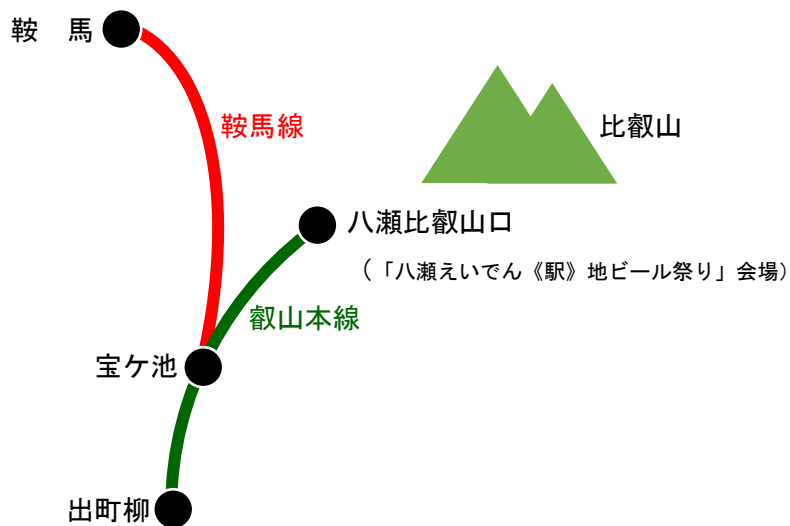 鞍　馬
鞍馬線
比叡山
八瀬比叡山口
（「八瀬えいでん《駅》地ビール祭り」会場）
叡山本線
宝ケ池
出町柳